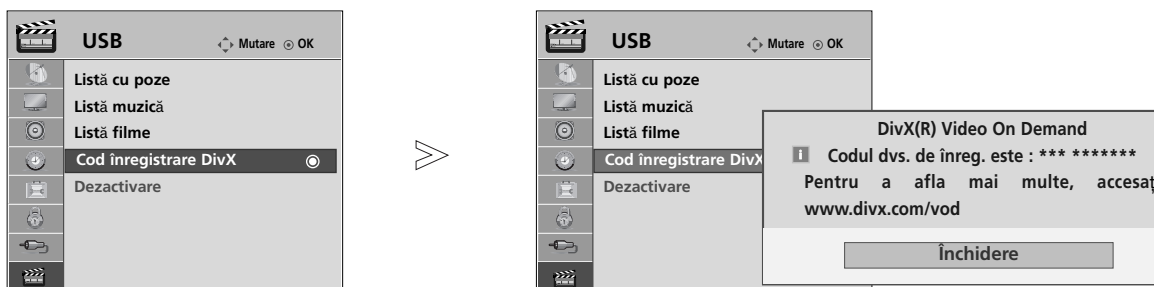 USB
Mutare OK
Listă cu poze
Listă muzică
Listă filme
Cod înregistrare DivX
Dezactivare
USB
Mutare OK
Listă cu poze
Listă muzică
Listă filme
Cod înregistrare DivX
Dezactivare
DivX(R) Video On Demand
Codul dvs. de înreg. este : *** *******
Pentru a afla mai multe, accesaț
www.divx.com/vod
Închidere